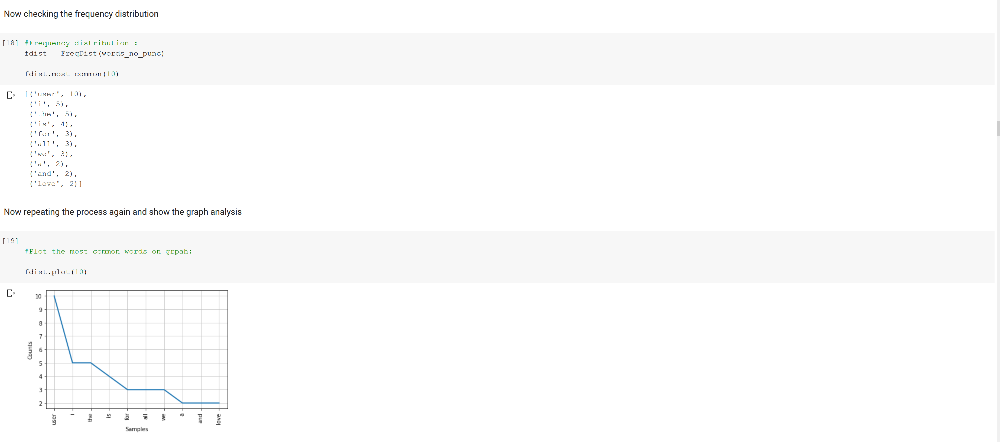 Now checking the frequency distribution
[18] #Frequency distribution :
fdist = FreqDist(words_no_punc)
fdist.most_common(10)
[('user', 10),
('i', 5),
('the', 5),
('is', 4),
('for', 3),
('all', 3),
('we', 3),
('a', 2),
('and', 2),
('love', 2)]
Now repeating the process again and show the graph analysis
[19]
#Plot the most common words on grpah:
fdist.plot(10)
10
9
8
7
6
5
4
3
2
Counts
user
i
the
is
for
all
we
a
and
love
Samples